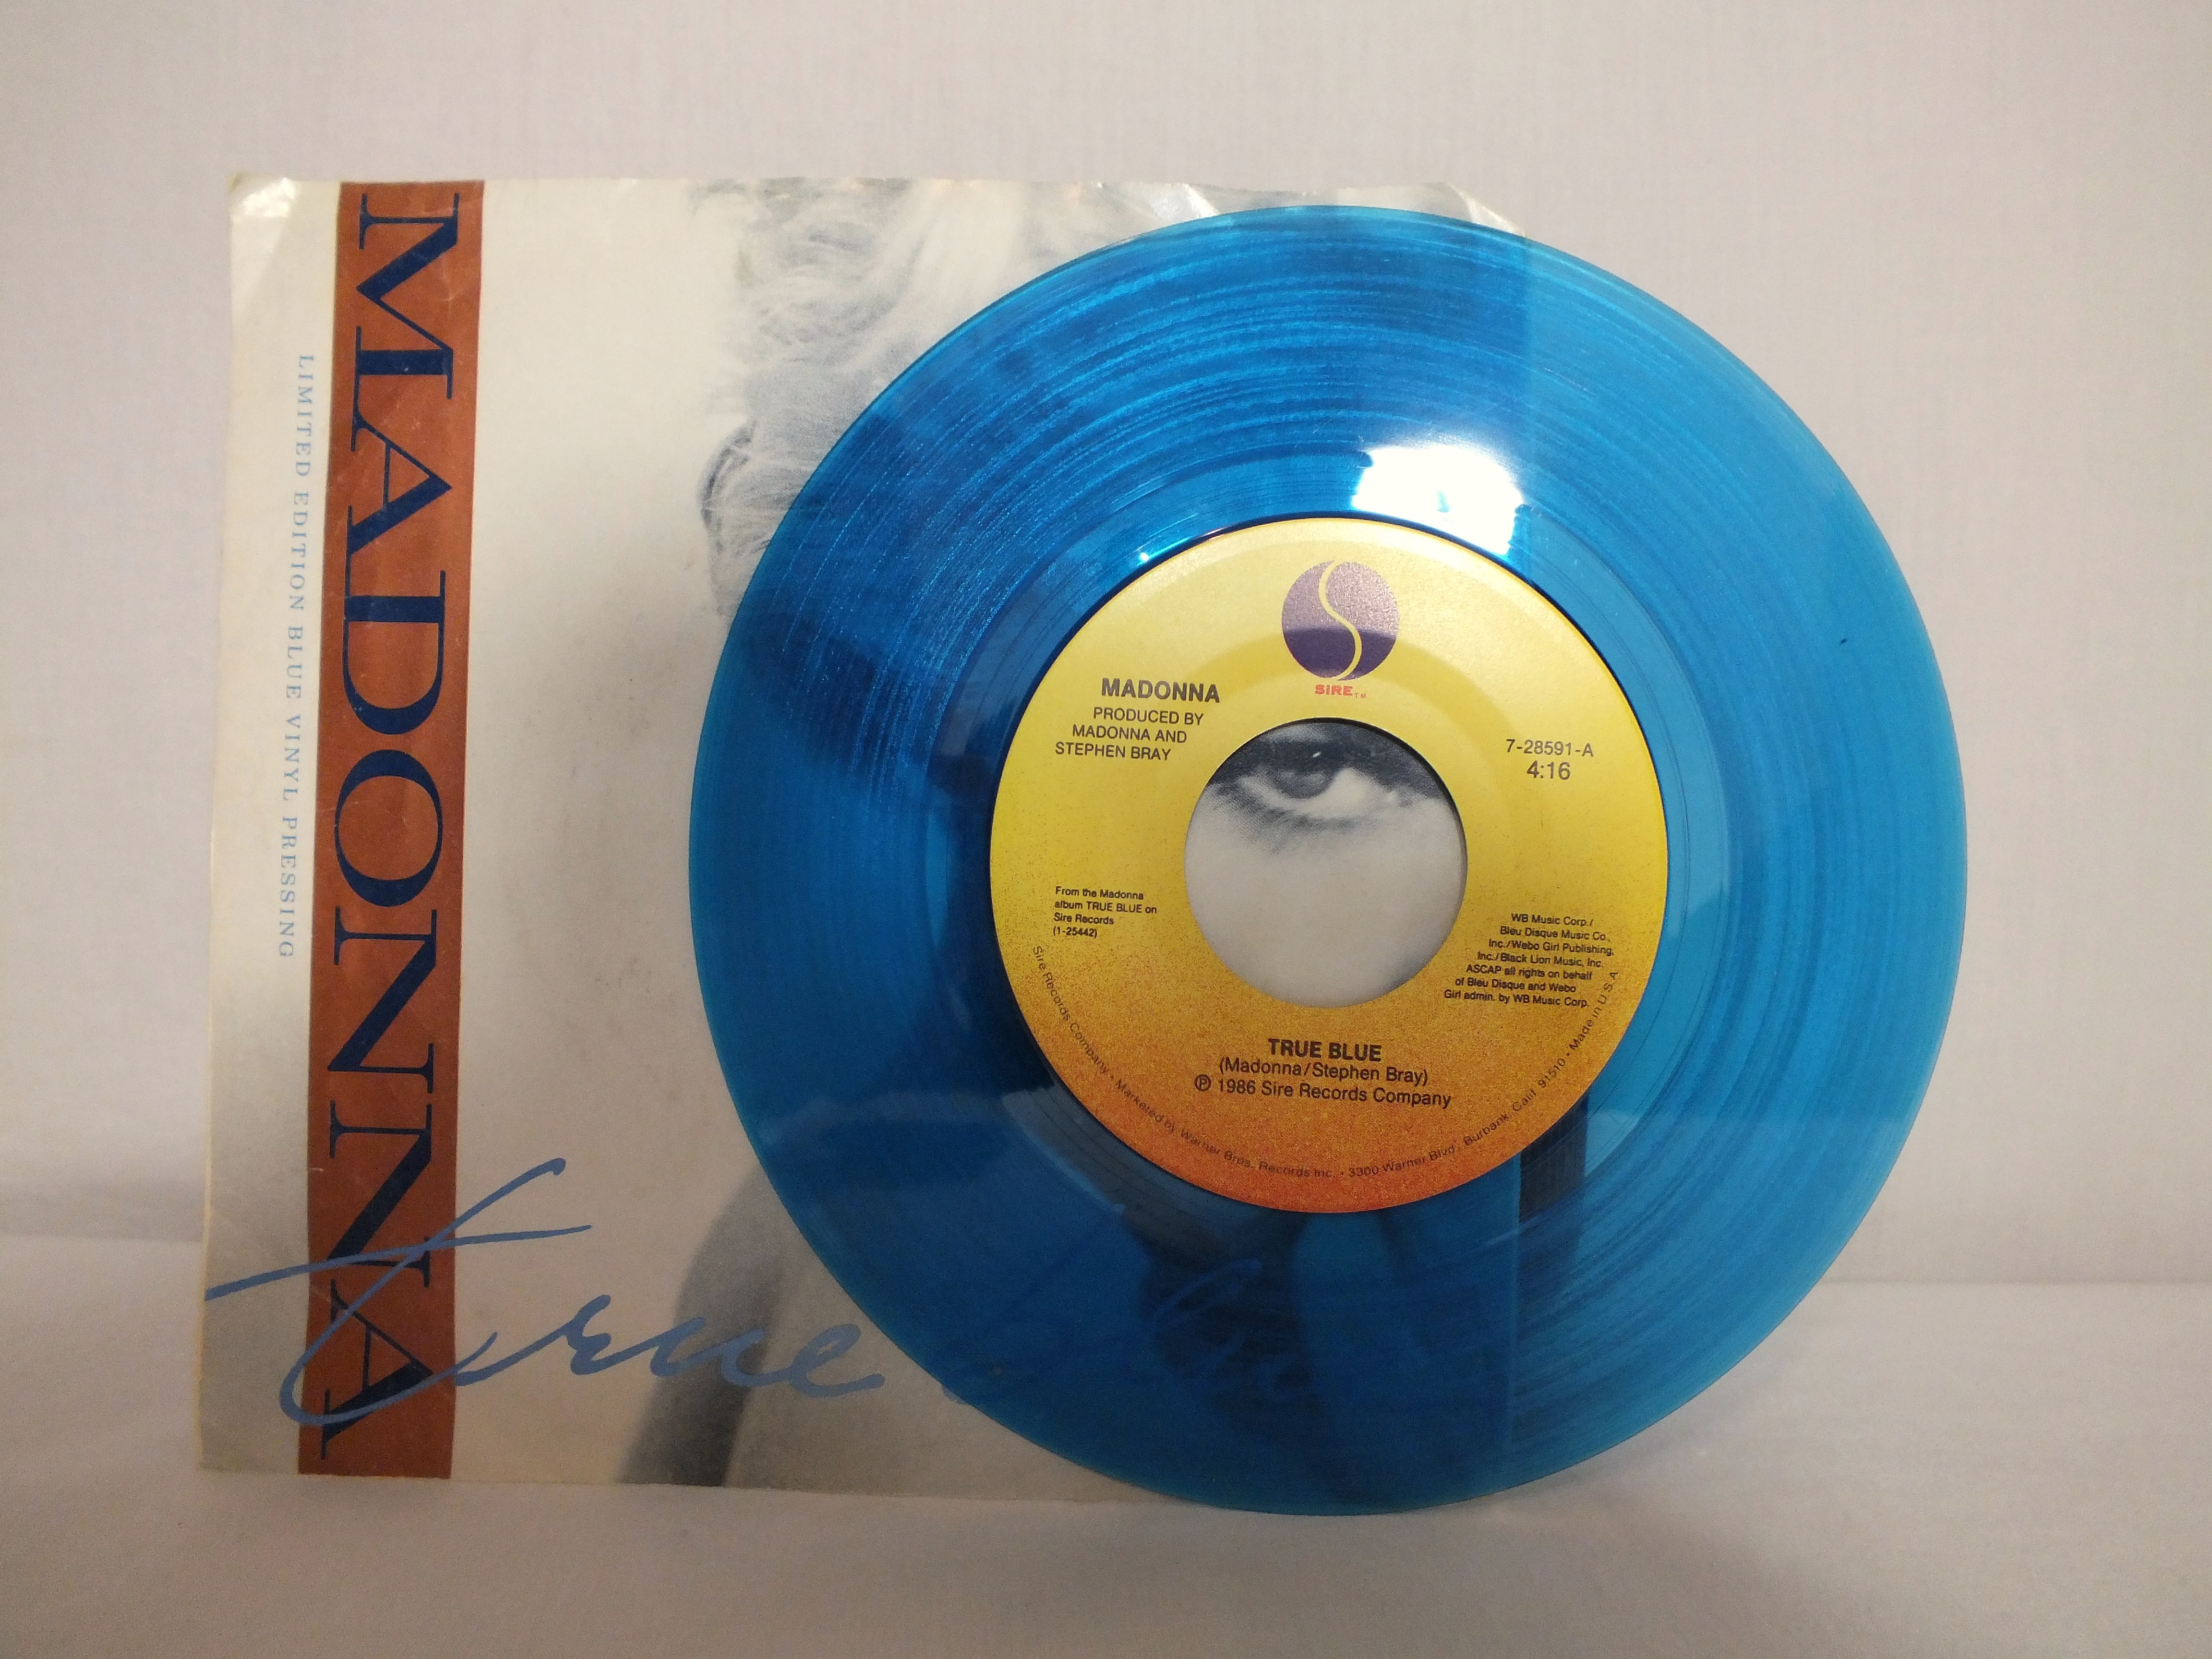 MADONNA
LIMITED EDITION BLUE VINYL PRESSING
true
SIRE™
MADONNA
PRODUCED BY
MADONNA AND
STEPHEN BRAY
7-28591-A
4:16
From the Madonna
album TRUE BLUE on
Sire Records
(1-25442)
WB Music Corp./
Bleu Disque Music Co.,
Inc./Webo Girl Publishing,
Inc./Black Lion Music, Inc.
ASCAP all rights on behalf
of Bleu Disque and Webo
Girl admin. by WB Music Corp.
TRUE BLUE
(Madonna/Stephen Bray)
℗ 1986 Sire Records Company
Sire Records Company • Marketed by Warner Bros. Records Inc. • 3300 Warner Blvd., Burbank, Calif. 91510 • Made in U.S.A.